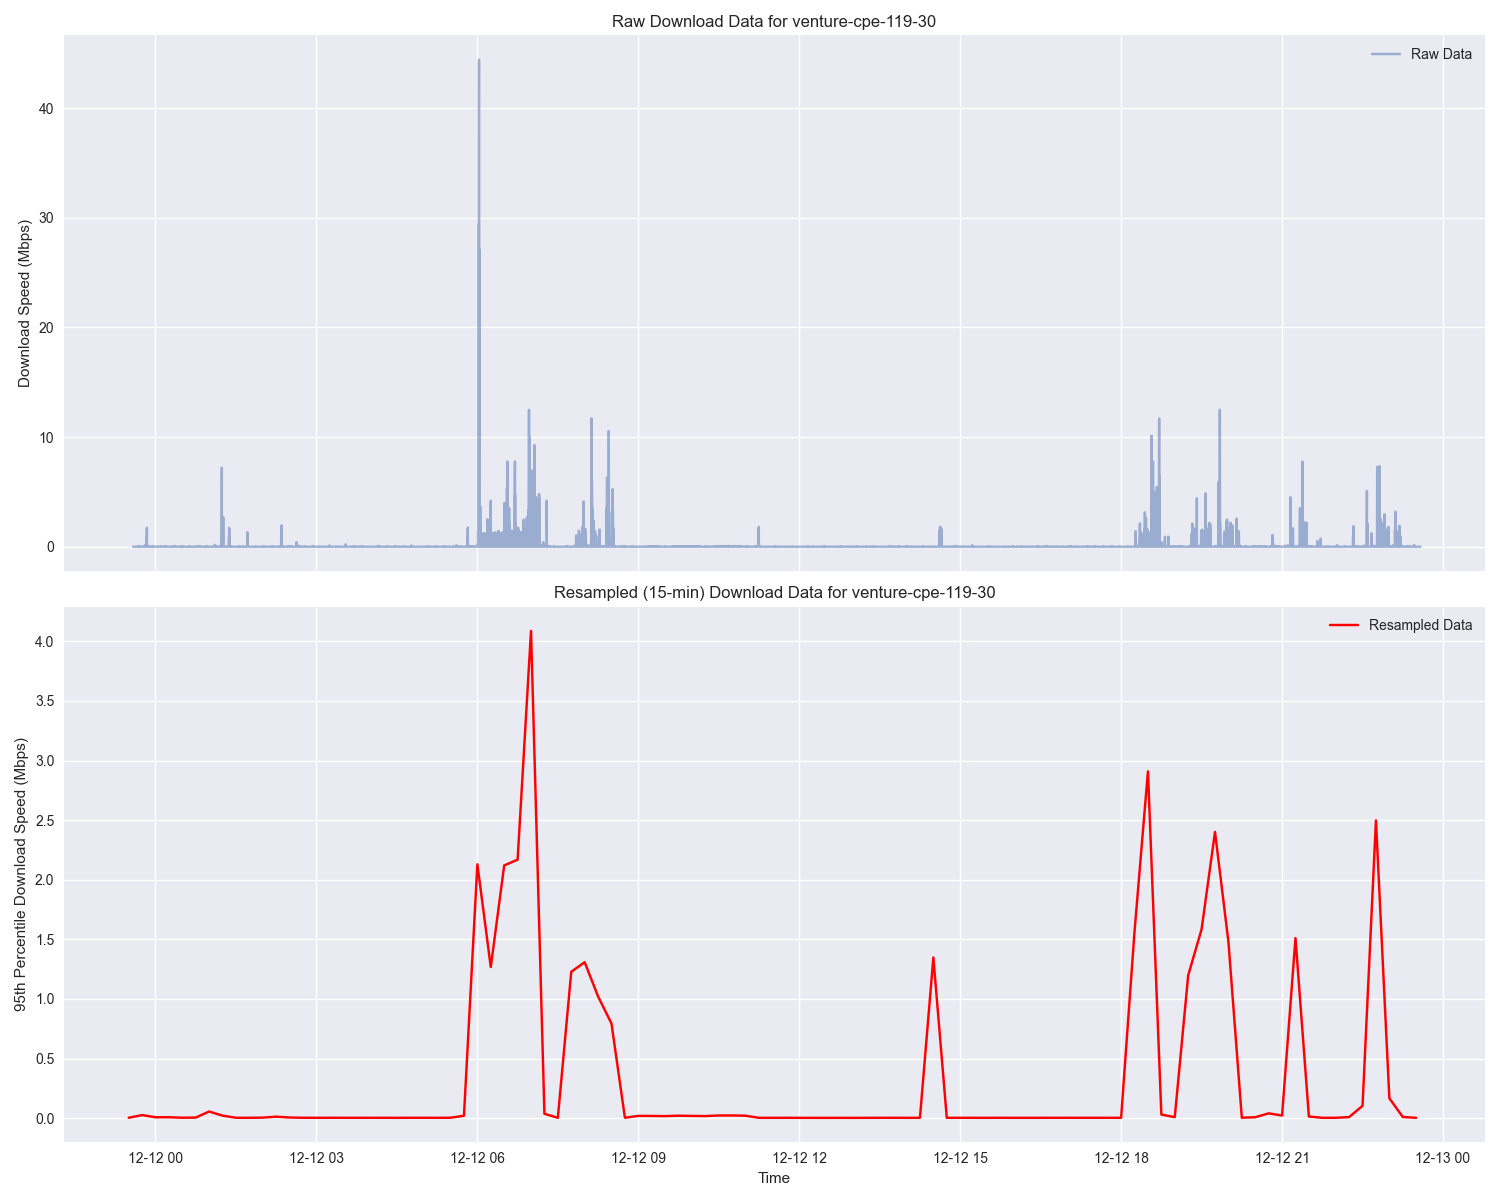 Raw Download Data for venture-cpe-119-30
Raw Data
Download Speed (Mbps)
40
30
20
10
0
Resampled (15-min) Download Data for venture-cpe-119-30
Resampled Data
95th Percentile Download Speed (Mbps)
4.0
3.5
3.0
2.5
2.0
1.5
1.0
0.5
0.0
12-12 00 12-12 03 12-12 06 12-12 09 12-12 12 12-12 15 12-12 18 12-12 21 12-13 00
Time